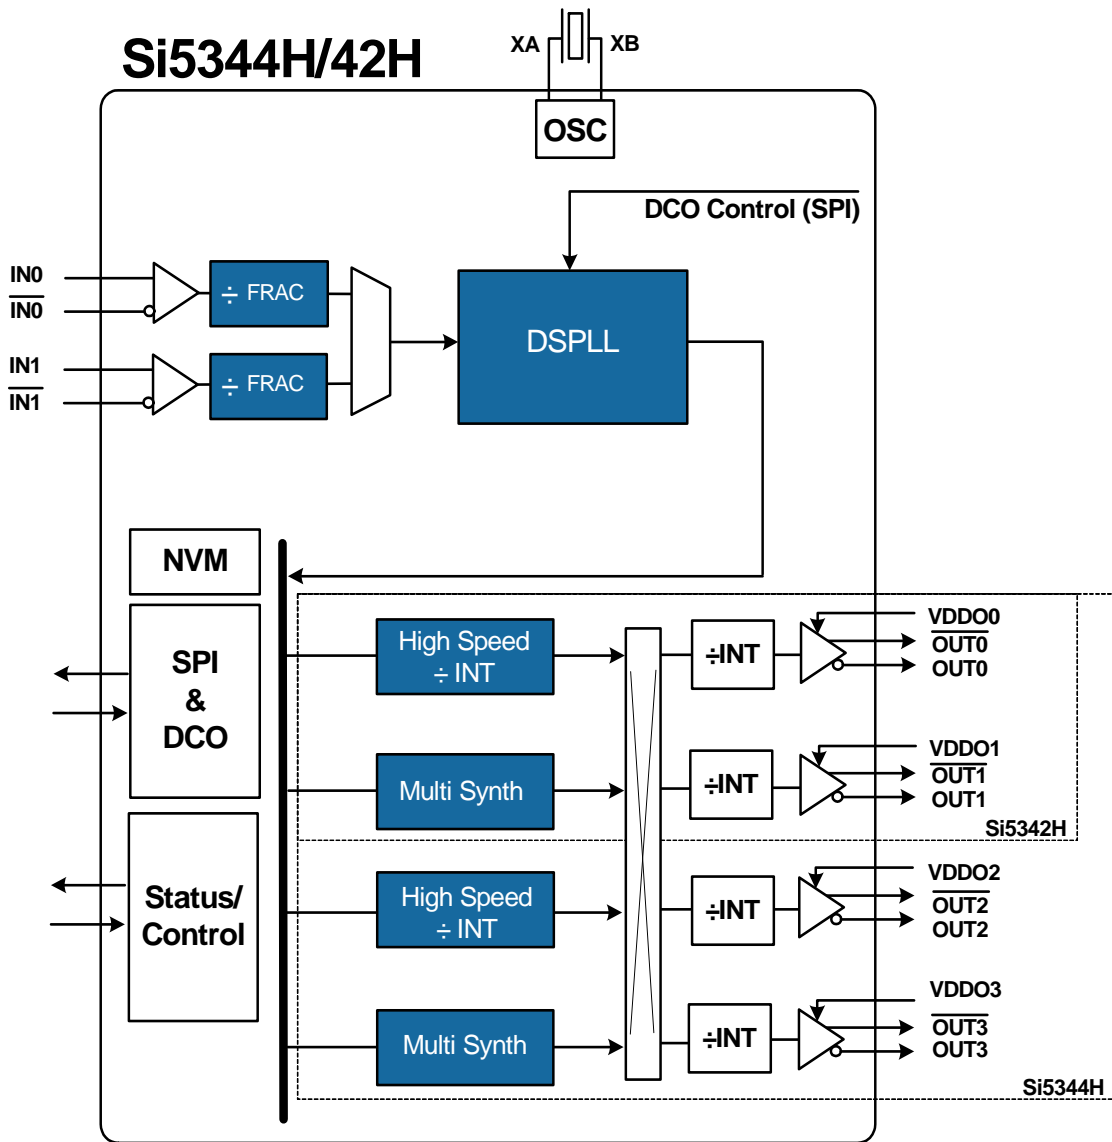 Si5344H/42H
XA
XB
OSC
DCO Control (SPI)
IN0
IN0
÷ FRAC
IN1
IN1
÷ FRAC
DSPLL
NVM
SPI
&
DCO
Status/
Control
High Speed
÷ INT
÷INT
VDDO0
OUT0
OUT0
Multi Synth
÷INT
VDDO1
OUT1
OUT1
Si5342H
High Speed
÷ INT
÷INT
VDDO2
OUT2
OUT2
Multi Synth
÷INT
VDDO3
OUT3
OUT3
Si5344H